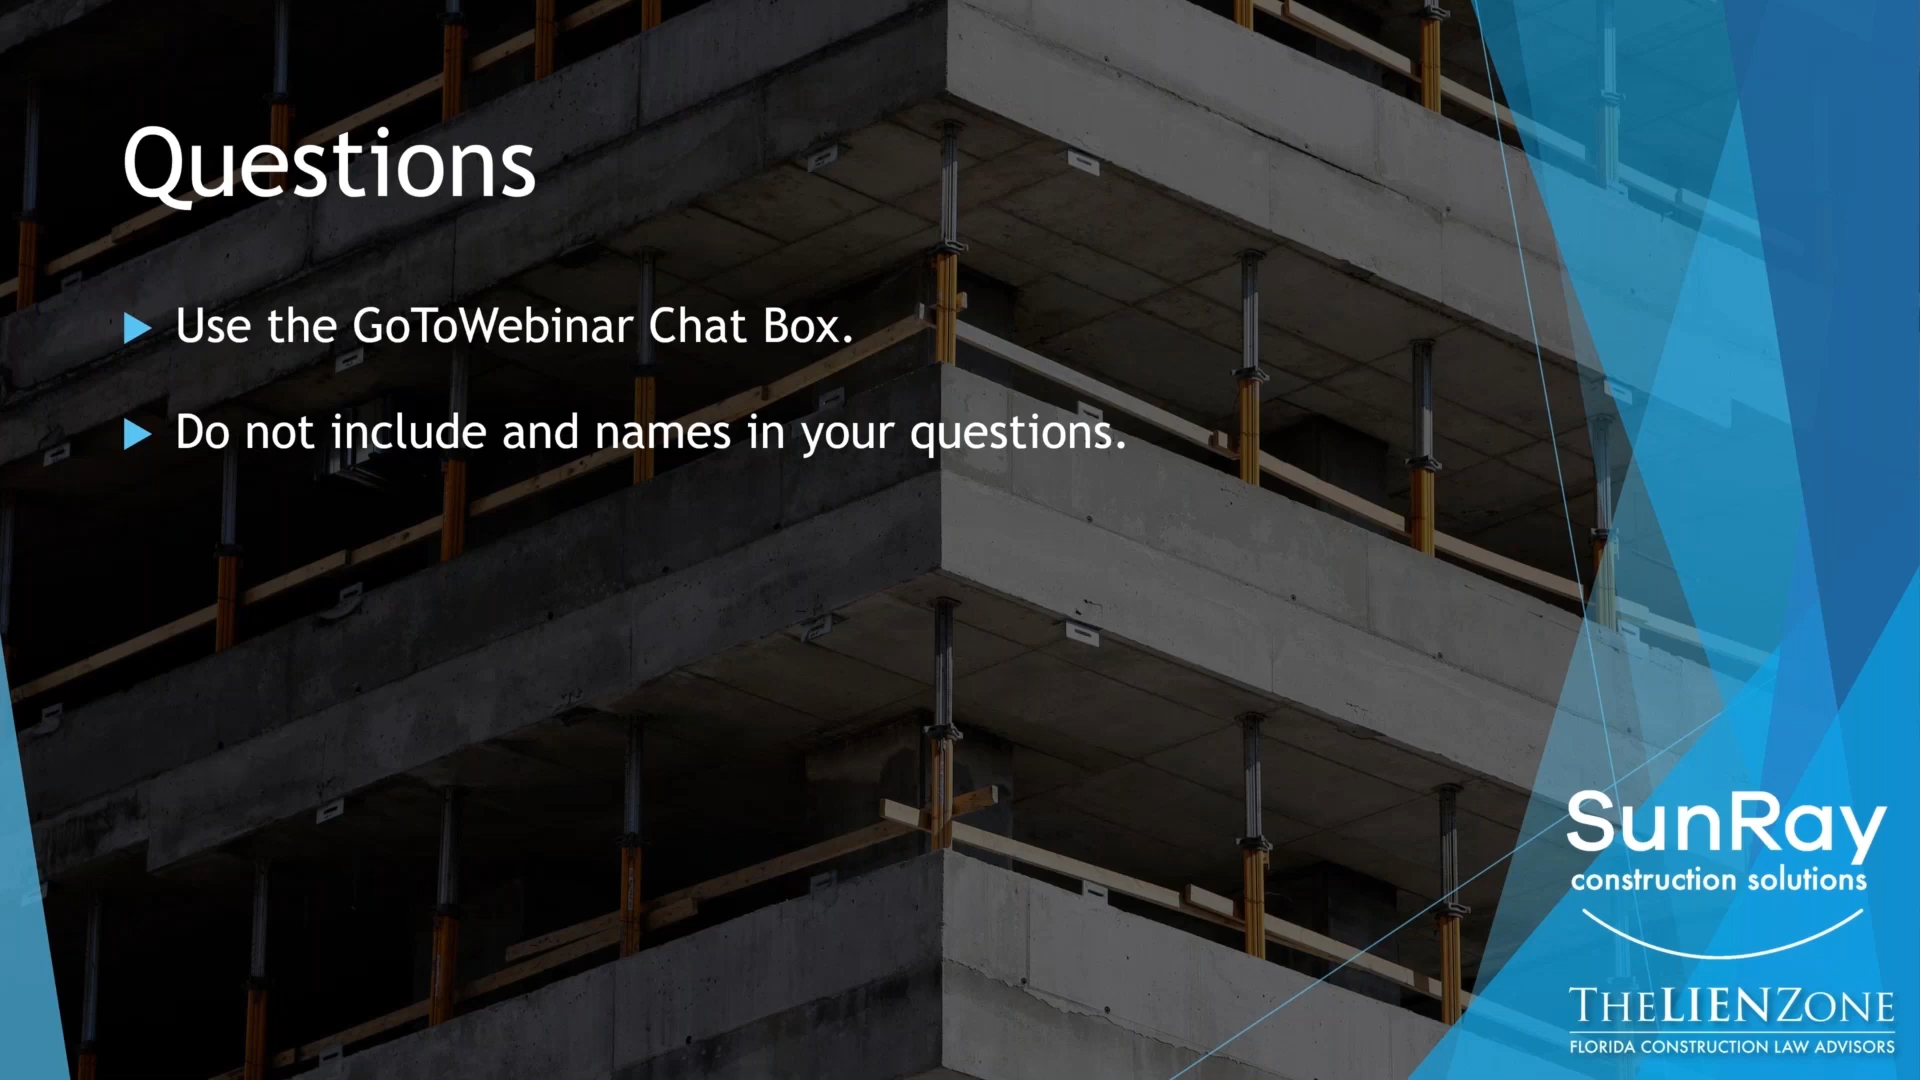 Questions
Use the GoToWebinar Chat Box.
Do not include and names in your questions.
SunRay
construction solutions
THELIENZONE
FLORIDA CONSTRUCTION LAW ADVISORS